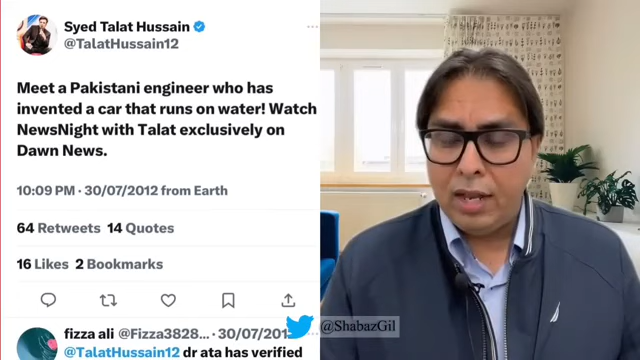 Syed Talat Hussain
@TalatHussain12
Meet a Pakistani engineer who has
invented a car that runs on water! Watch
NewsNight with Talat exclusively on
Dawn News.
10:09 PM · 30/07/2012 from Earth
64 Retweets 14 Quotes
16 Likes 2 Bookmarks
fizza ali @Fizza3828... · 30/07/2012
@TalatHussain12 dr ata has verified
@ShabazGil